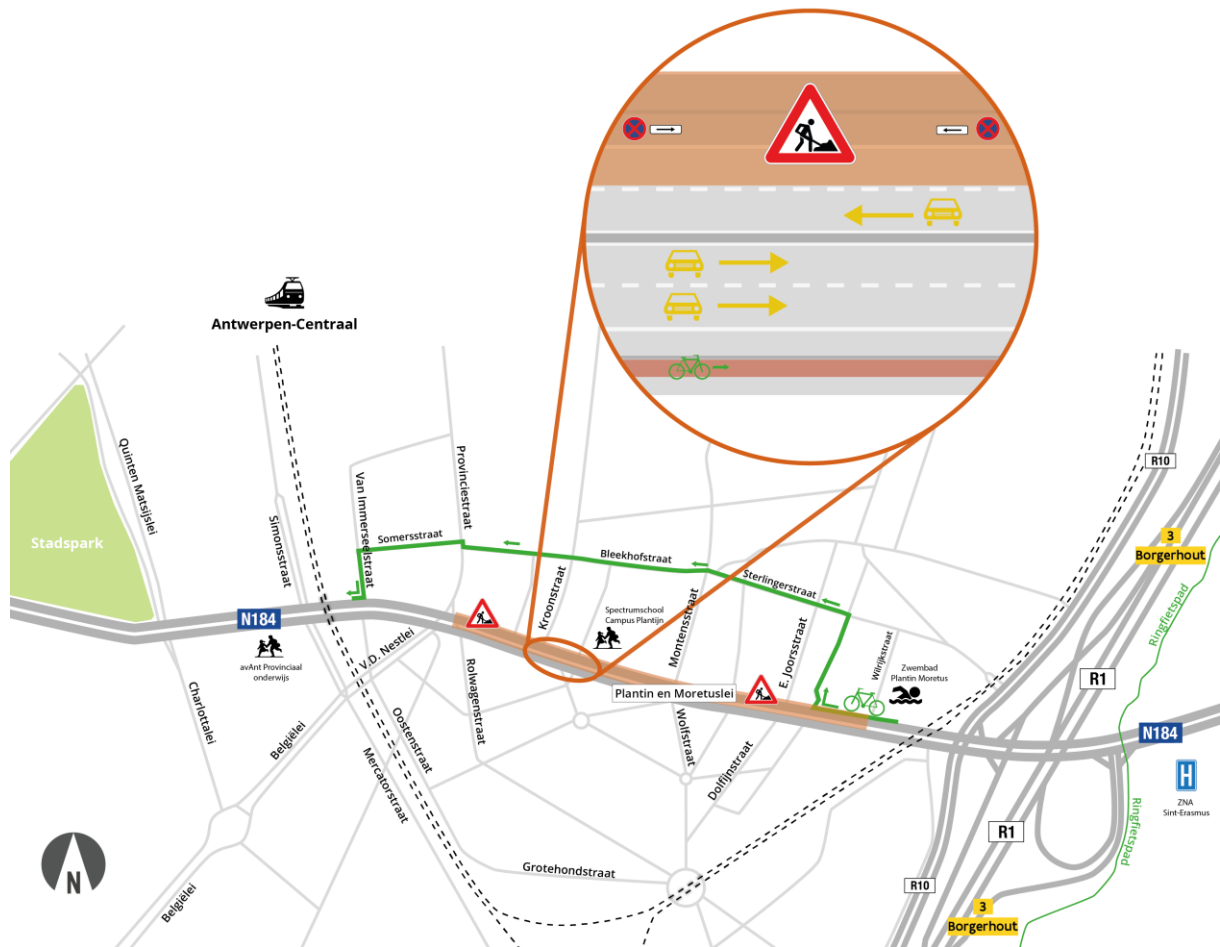 Antwerpen-Centraal
Stadspark
Quinten Matsijslei
Simonsstraat
Van Immerseelstraat
Provinciestraat
Somersstraat
Bleekhofstraat
Sterlingerstraat
Kroonstraat
Spectrumschool
Campus Plantijn
Montensstraat
E. Joorsstraat
Wilrijkstraat
Zwembad
Plantin Moretus
R10
3
Borgerhout
Ringfietspad
N184
avAnt Provinciaal
onderwijs
V.D. Nestlei
Rolwagenstraat
Plantin en Moretuslei
R1
N184
Charlottalei
Belgiëlei
Oostenstraat
Mercatorstraat
Wolfstraat
Dolfijnstraat
H
ZNA
Sint-Erasmus
Ringfietspad
R1
Grotehondstraat
N
Belgiëlei
R10
3
Borgerhout